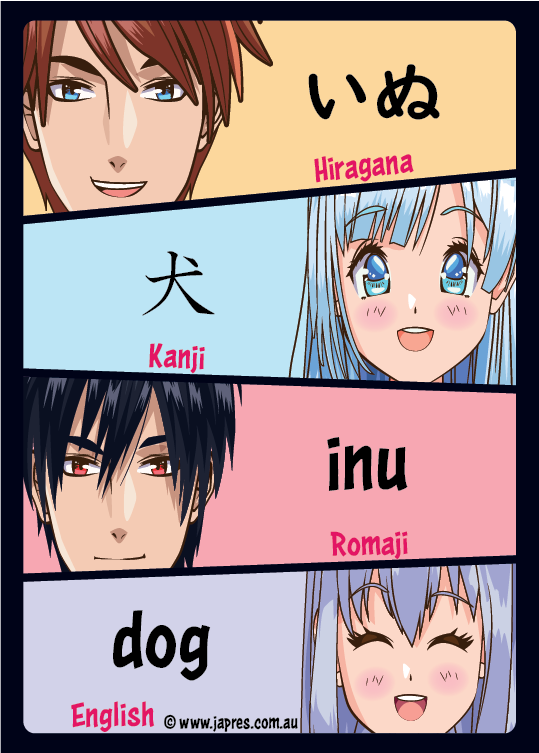 いぬ
Hiragana
犬
Kanji
inu
Romaji
dog
English © www.japres.com.au